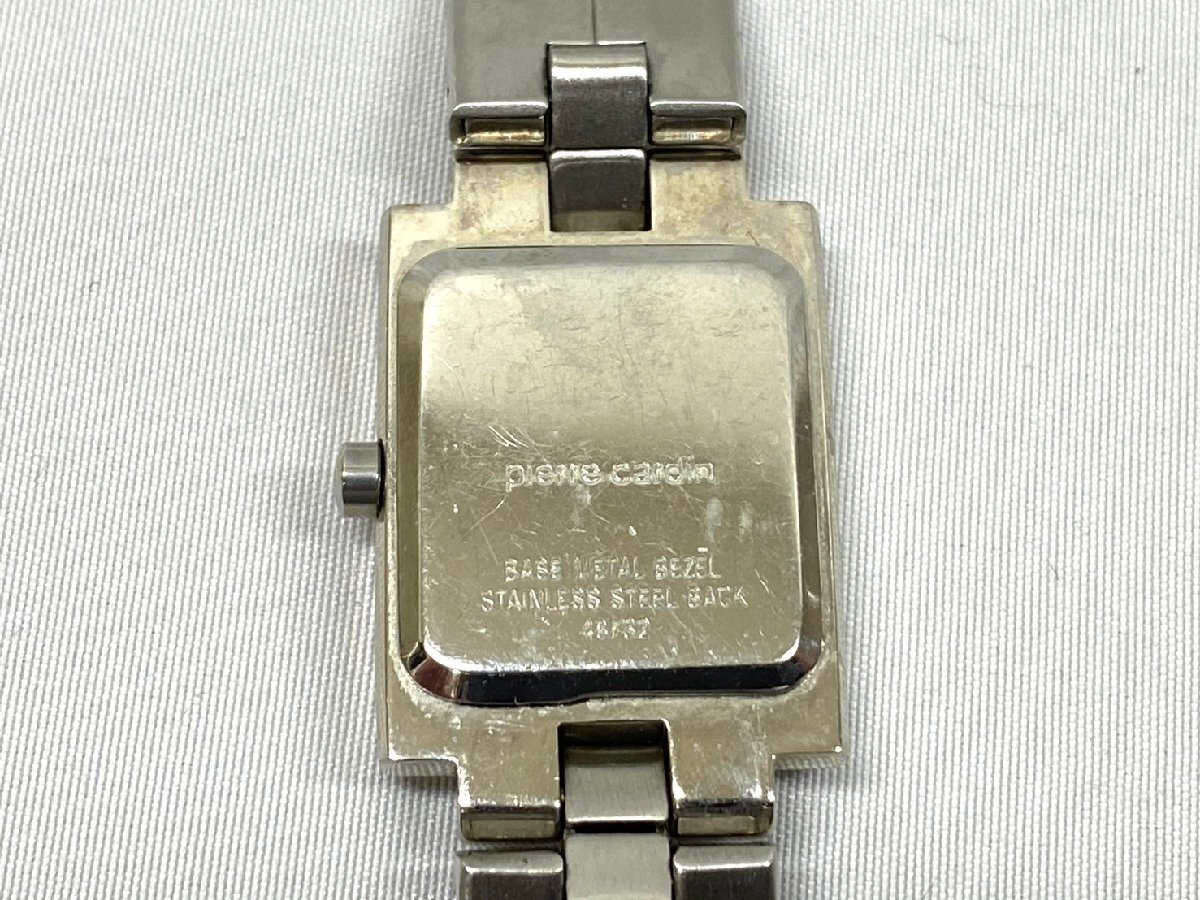 pierre cardin
BASE METAL BEZEL
STAINLESS STEEL BACK